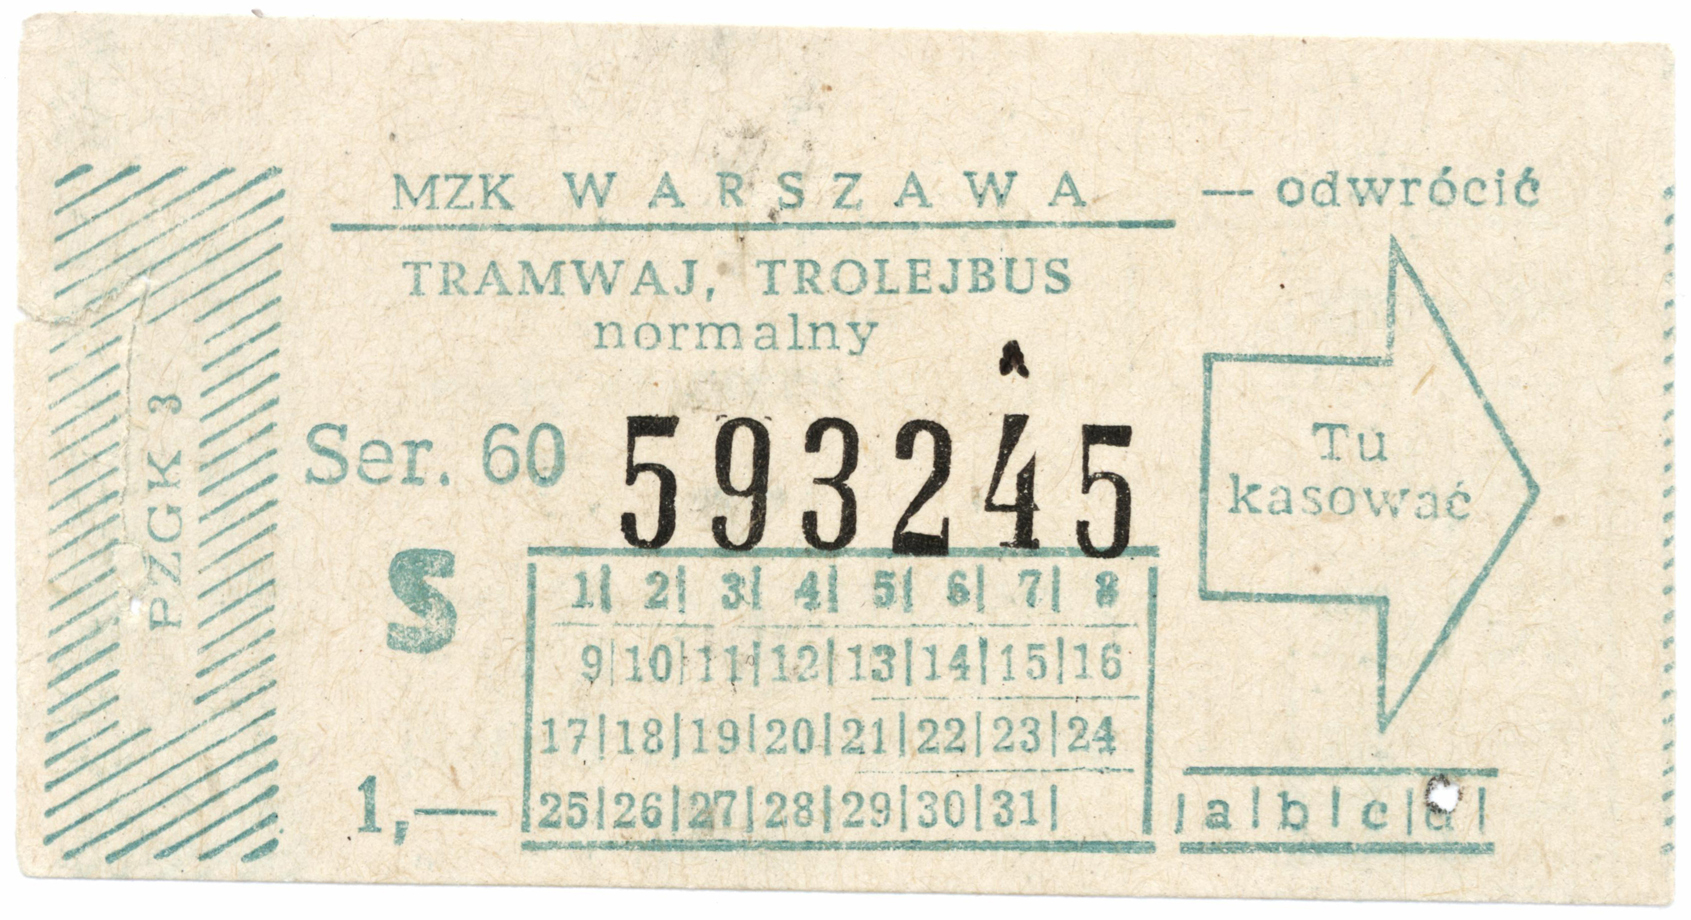 MZK WARSZAWA — odwrócić
TRAMWAJ, TROLEJBUS
normalny
PZGK 3
Ser. 60 593245
Tu
kasować
S
1|2|3|4|5|6|7|8
9|10|11|12|13|14|15|16
17|18|19|20|21|22|23|24
1,— 25|26|27|28|29|30|31|
|a|b|c|d|